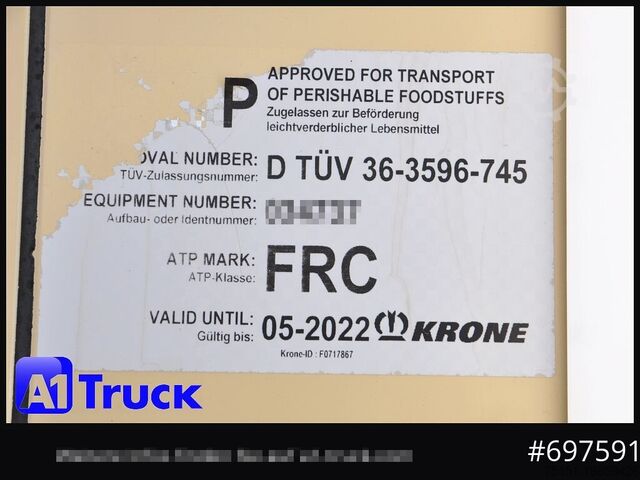 P
APPROVED FOR TRANSPORT
OF PERISHABLE FOODSTUFFS
Zugelassen zur Beförderung
leichtverderblicher Lebensmittel
OVAL NUMBER: D TÜV 36-3596-745
TÜV-Zulassungsnummer:
EQUIPMENT NUMBER:
Aufbau- oder Identnummer:
ATP MARK: FRC
ATP-Klasse:
VALID UNTIL: 05-2022 KRONE
Gültig bis:
Krone-ID : F0717867
A1 Truck
#697591